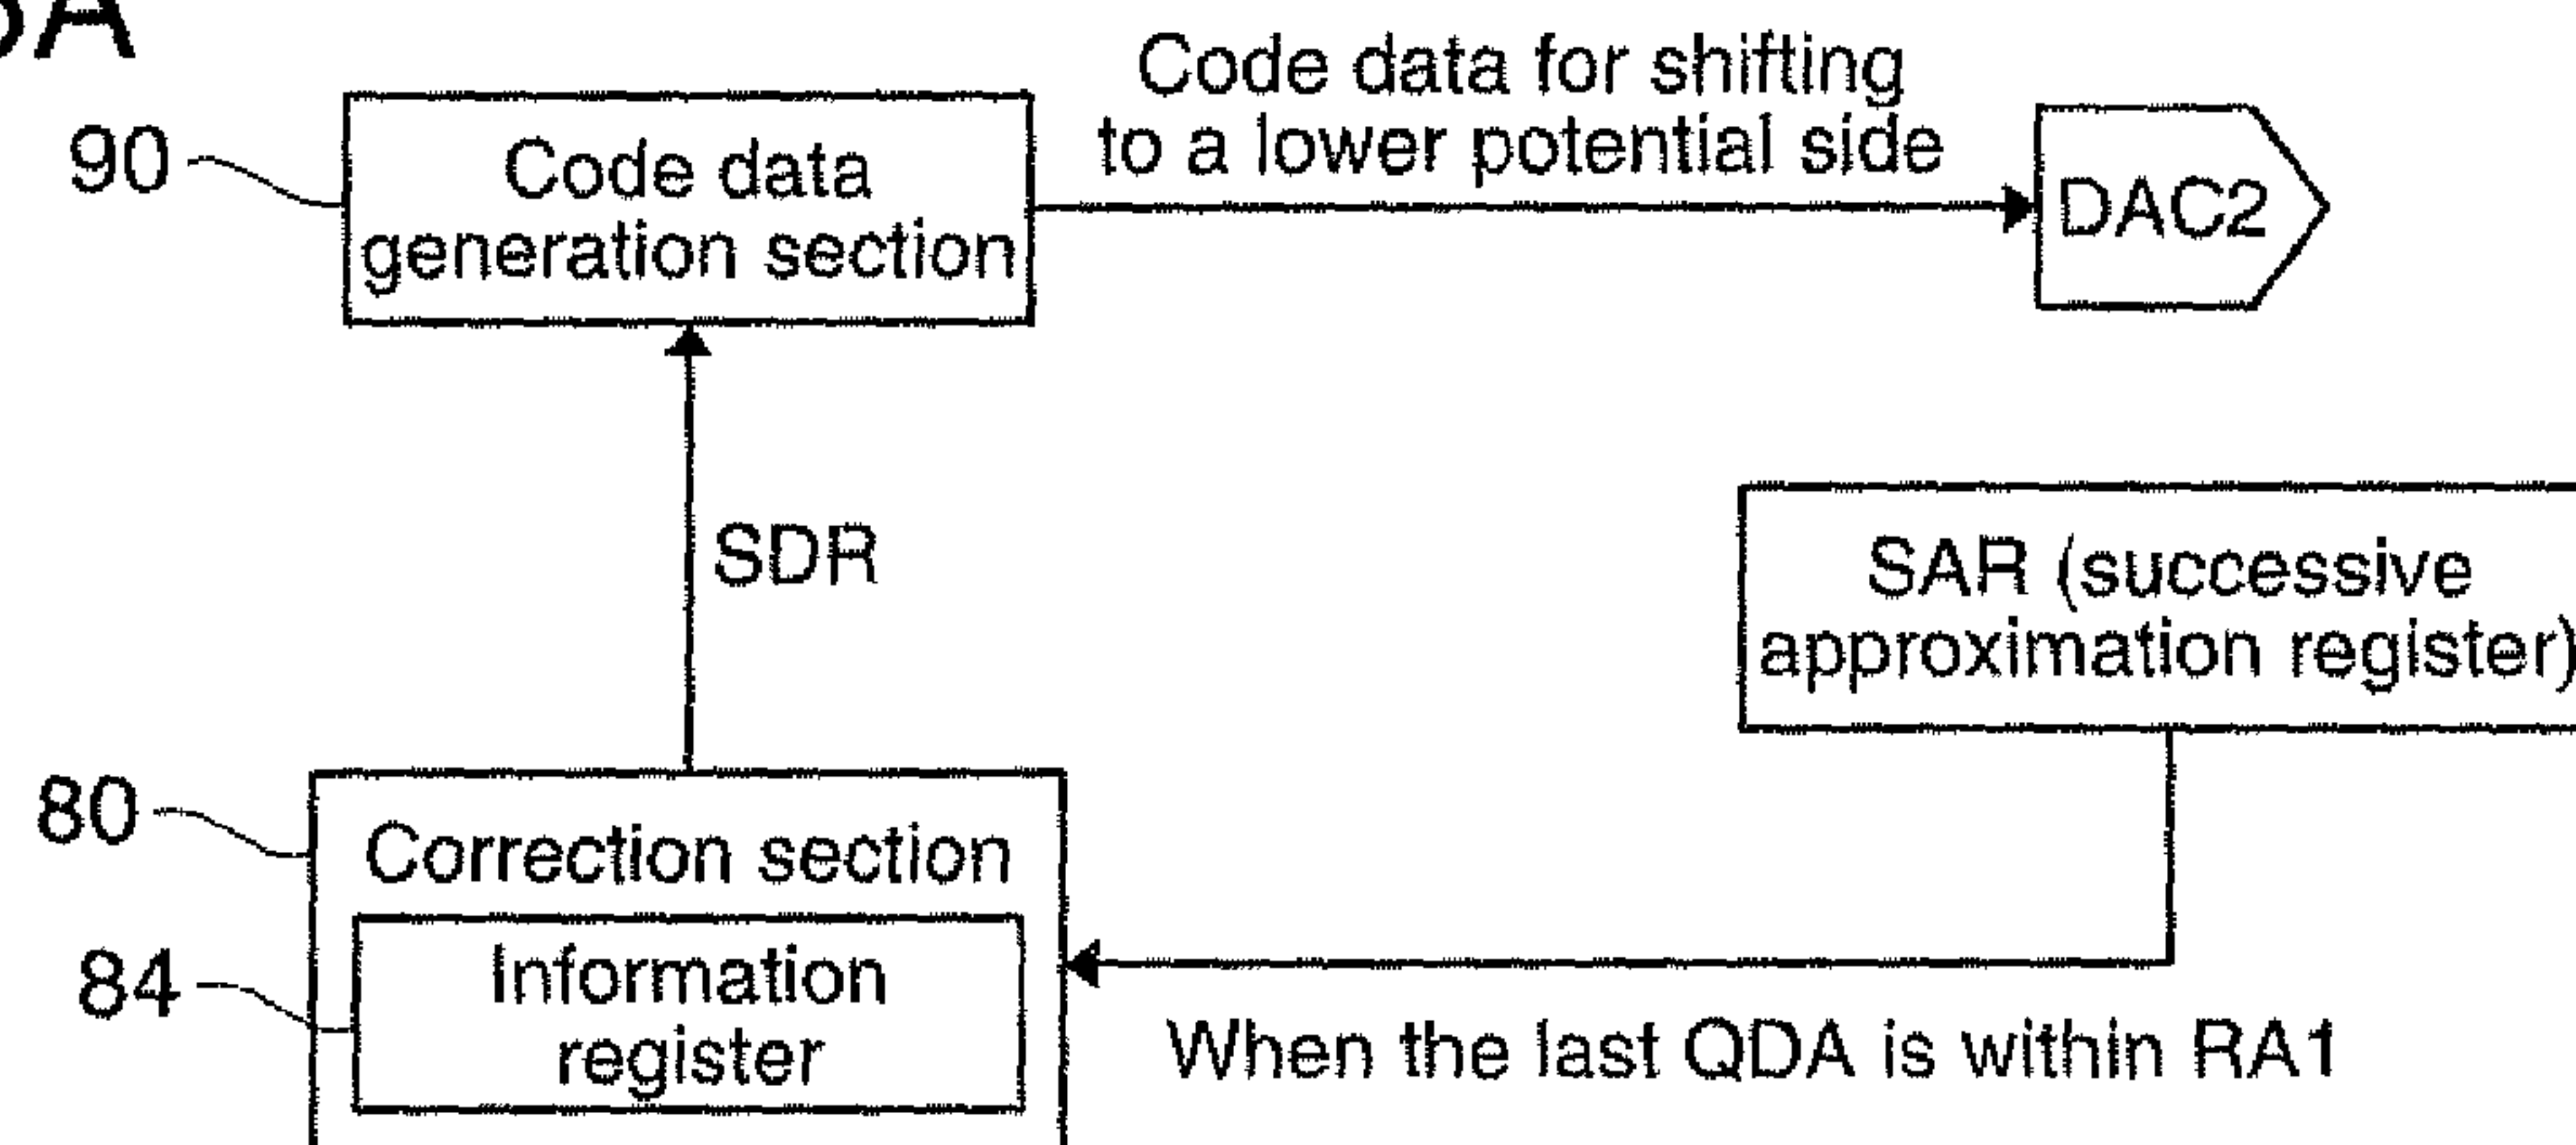 A
Code data for shifting
to a lower potential side
90
Code data
generation section
DAC2
SDR
SAR (successive
approximation register)
80
Correction section
84
Information
register
When the last QDA is within RA1